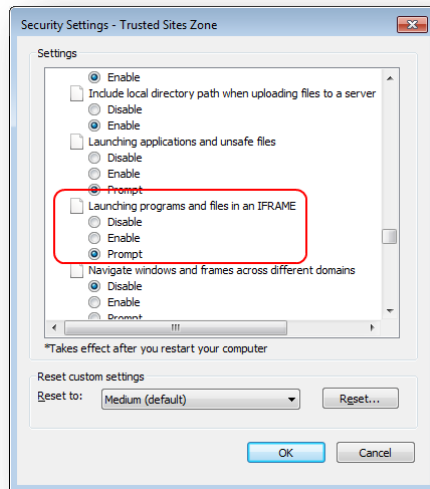 Security Settings - Trusted Sites Zone
Settings
Enable
Include local directory path when uploading files to a server
Disable
Enable
Launching applications and unsafe files
Disable
Enable
Prompt
Launching programs and files in an IFRAME
Disable
Enable
Prompt
Navigate windows and frames across different domains
Disable
Enable
Prompt
*Takes effect after you restart your computer
Reset custom settings
Reset to: Medium (default) Reset...
OK Cancel